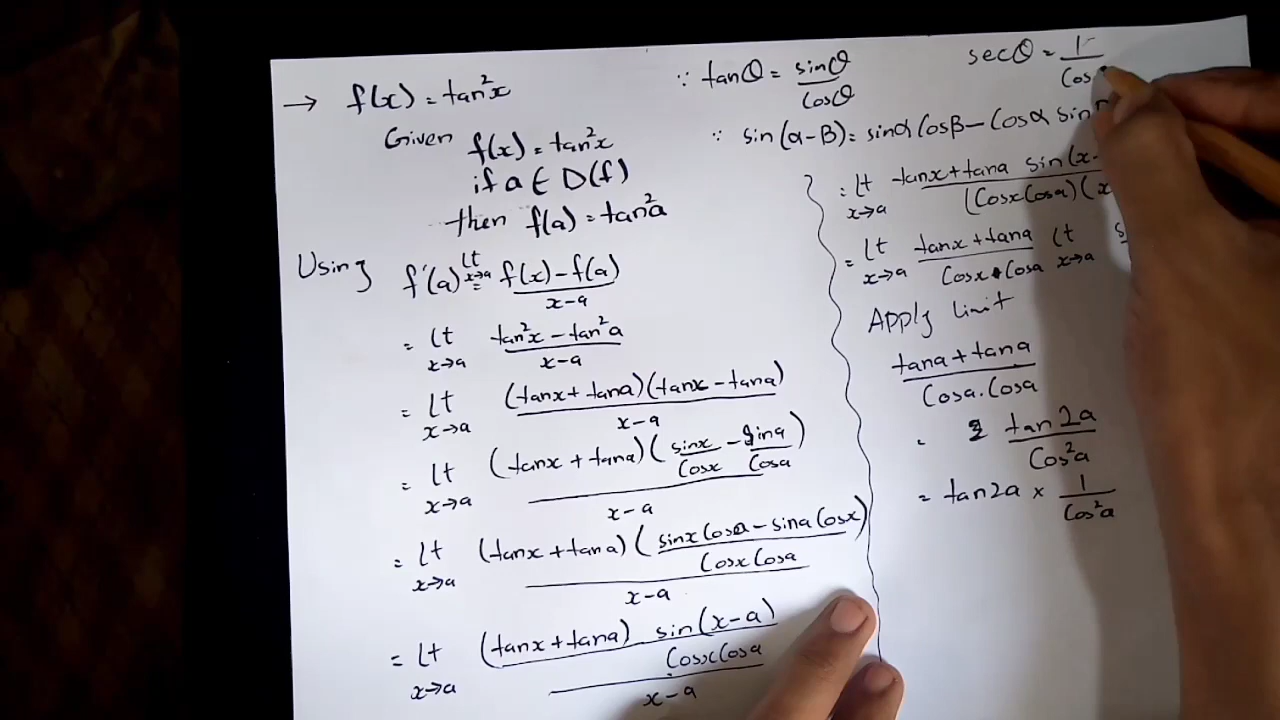 → f(x) = tan²x
Given f(x) = tan²x
if a ∈ D(f)
then f(a) = tan²a
Using f'(a) = Lt x→a f(x) – f(a) / x–a
= Lt x→a tan²x – tan²a / x–a
= Lt x→a (tanx + tana)(tanx – tana) / x–a
= Lt x→a (tanx + tana)(sinx/Cosx – sina/Cosa) / x–a
= Lt x→a (tanx + tana)(sinx Cosa – sina Cosx / Cosx Cosa) / x–a
= Lt x→a (tanx + tana) sin(x–a) / Cosx Cosa / x–a
∵ tanθ = sinθ / Cosθ
secθ = 1 / Cos
∵ sin(α–β) = sinα Cosβ – Cosα sin
= Lt x→a tanx + tana sin(x– / (Cosx Cosa)(x
= Lt x→a tanx + tana / Cosx • Cosa Lt x→a s
Apply limit
tana + tana / Cosa . Cosa
= tan2a / Cos²a
= tan2a × 1 / Cos²a